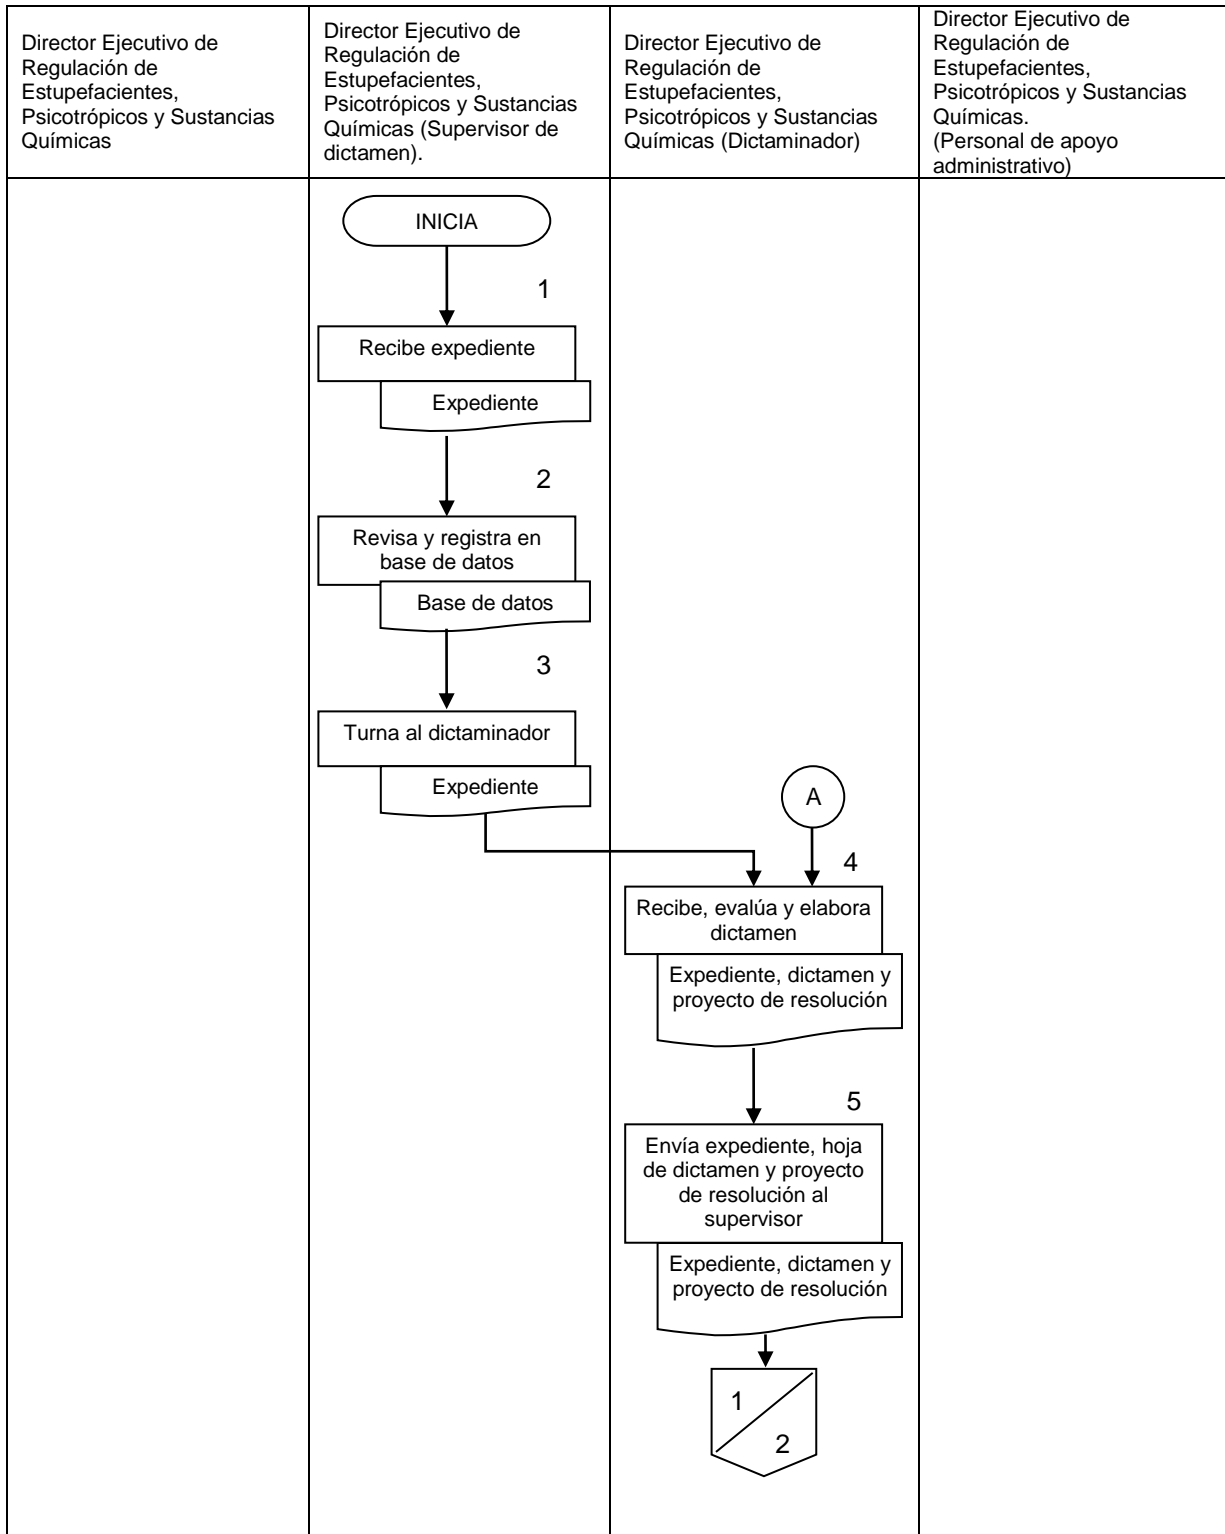 Director Ejecutivo de
Regulación de
Estupefacientes,
Psicotrópicos y Sustancias
Químicas
Director Ejecutivo de
Regulación de
Estupefacientes,
Psicotrópicos y Sustancias
Químicas (Supervisor de
dictamen).
Director Ejecutivo de
Regulación de
Estupefacientes,
Psicotrópicos y Sustancias
Químicas (Dictaminador)
Director Ejecutivo de
Regulación de
Estupefacientes,
Psicotrópicos y Sustancias
Químicas.
(Personal de apoyo
administrativo)
INICIA
1
Recibe expediente
Expediente
2
Revisa y registra en
base de datos
Base de datos
3
Turna al dictaminador
Expediente
A
4
Recibe, evalúa y elabora
dictamen
Expediente, dictamen y
proyecto de resolución
5
Envía expediente, hoja
de dictamen y proyecto
de resolución al
supervisor
Expediente, dictamen y
proyecto de resolución
1
2